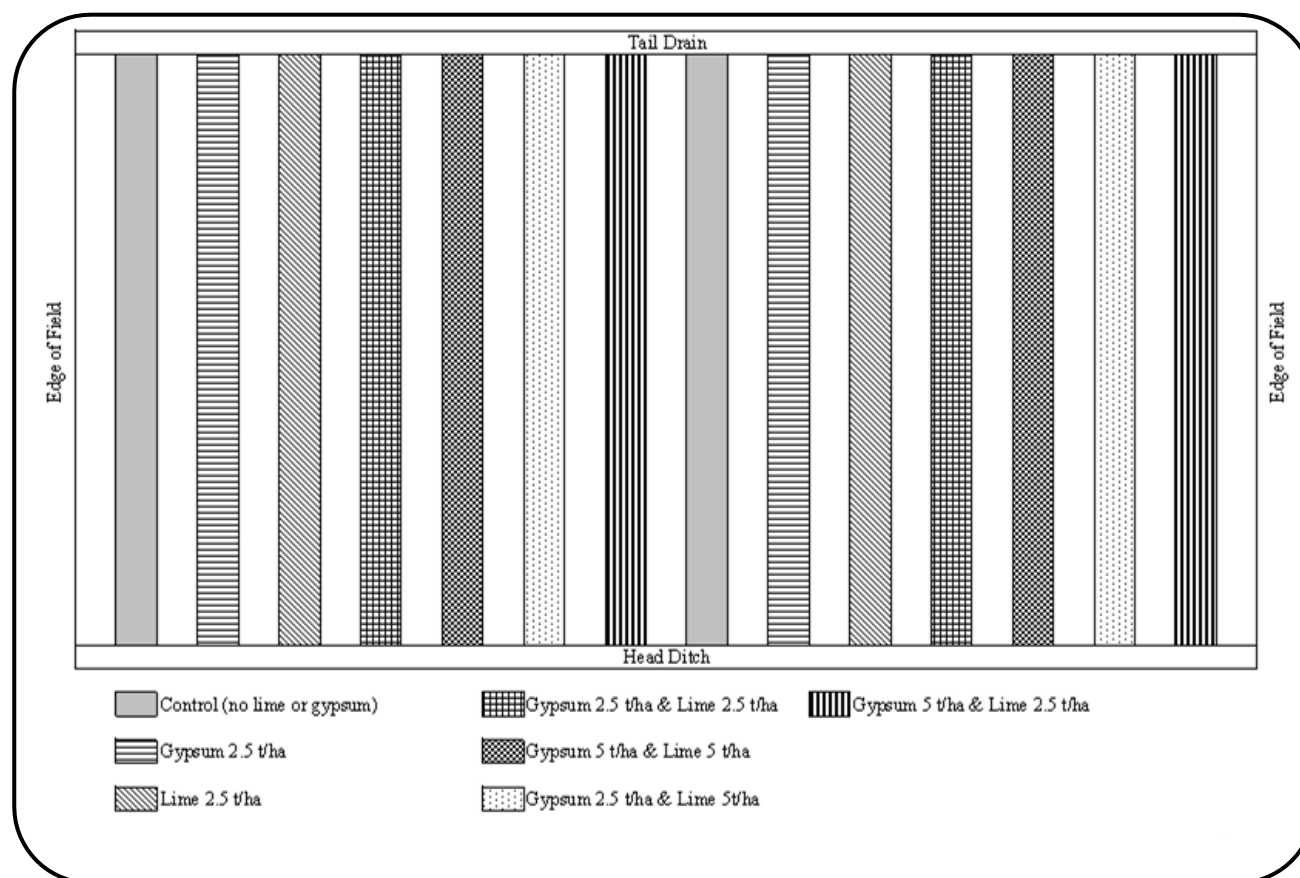 Tail Drain
Edge of Field
Edge of Field
Head Ditch
Control (no lime or gypsum)
Gypsum 2.5 t/ha & Lime 2.5 t/ha
Gypsum 5 t/ha & Lime 2.5 t/ha
Gypsum 2.5 t/ha
Gypsum 5 t/ha & Lime 5 t/ha
Lime 2.5 t/ha
Gypsum 2.5 t/ha & Lime 5t/ha